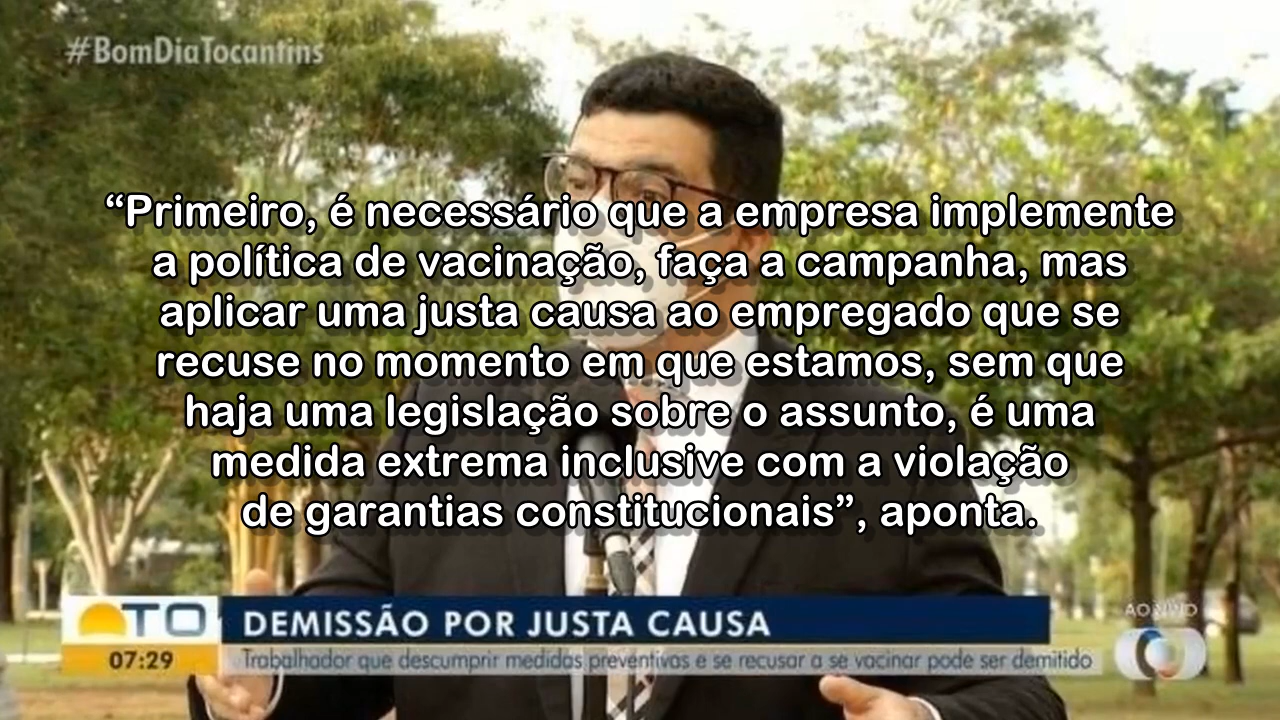 #BomDiaTocantins
“Primeiro, é necessário que a empresa implemente
a política de vacinação, faça a campanha, mas
aplicar uma justa causa ao empregado que se
recuse no momento em que estamos, sem que
haja uma legislação sobre o assunto, é uma
medida extrema inclusive com a violação
de garantias constitucionais”, aponta.
TO
DEMISSÃO POR JUSTA CAUSA
AO VIVO
07:29
Trabalhador que descumprir medidas preventivas e se recusar a se vacinar pode ser demitido